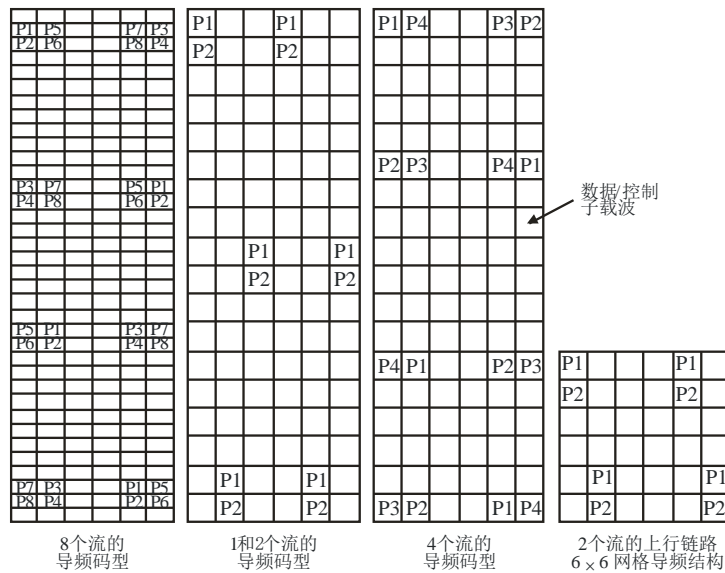 P1 P5 P7 P3
P2 P6 P8 P4
P3 P7 P5 P1
P4 P8 P6 P2
P5 P1 P3 P7
P6 P2 P4 P8
P7 P3 P1 P5
P8 P4 P2 P6
8个流的
导频码型
P1 P1
P2 P2
P1 P1
P2 P2
P1 P1
P2 P2
1和2个流的
导频码型
P1 P4 P3 P2
P2 P3 P4 P1
P4 P1 P2 P3
P3 P2 P1 P4
4个流的
导频码型
数据/控制
子载波
P1 P1
P2 P2
P1 P1
P2 P2
2个流的上行链路
6×6 网格导频结构